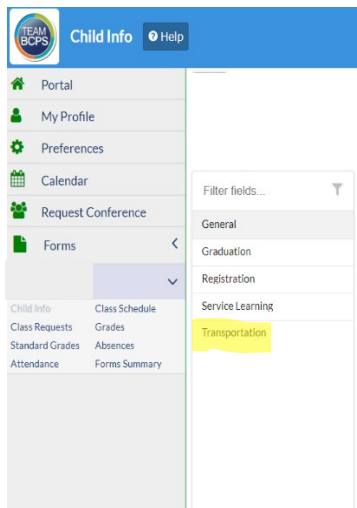 TEAM
BCPS
Child Info
Help
Portal
My Profile
Preferences
Calendar
Request Conference
Forms
Child Info
Class Schedule
Class Requests
Grades
Standard Grades
Absences
Attendance
Forms Summary
Filter fields...
General
Graduation
Registration
Service Learning
Transportation